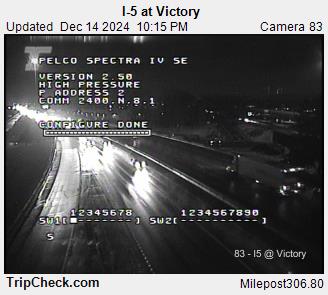 I-5 at Victory
Updated Dec 14 2024 10:15 PM Camera 83
PELCO SPECTRA IV SE
VERSION 2.50
HIGH PRESSURE
P ADDRESS 2
COMM 2400.N.8.1
CONFIGURE DONE
12345678 1234567890
SW1[ ------- ] SW2[ ---------- ]
S
83 - I5 @ Victory
TripCheck.com Milepost306.80